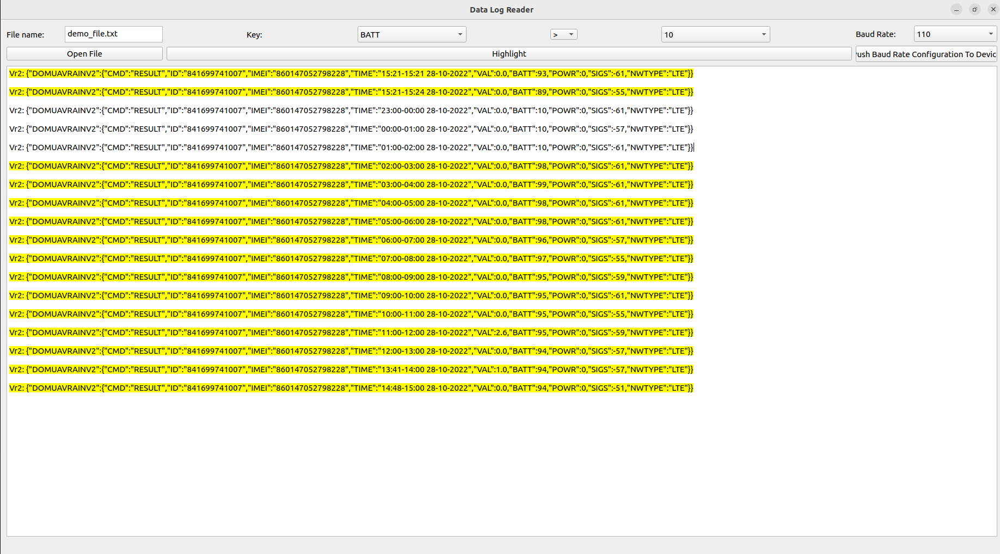 Data Log Reader
File name: demo_file.txt Key: BATT > 10 Baud Rate: 110
Open File Highlight ush Baud Rate Configuration To Devic
Vr2: {"DOMUAVRAINV2":{"CMD":"RESULT","ID":"841699741007","IMEI":"860147052798228","TIME":"15:21-15:21 28-10-2022","VAL":0.0,"BATT":93,"POWR":0,"SIGS":-61,"NWTYPE":"LTE"}}
Vr2: {"DOMUAVRAINV2":{"CMD":"RESULT","ID":"841699741007","IMEI":"860147052798228","TIME":"15:21-15:24 28-10-2022","VAL":0.0,"BATT":89,"POWR":0,"SIGS":-55,"NWTYPE":"LTE"}}
Vr2: {"DOMUAVRAINV2":{"CMD":"RESULT","ID":"841699741007","IMEI":"860147052798228","TIME":"23:00-00:00 28-10-2022","VAL":0.0,"BATT":10,"POWR":0,"SIGS":-61,"NWTYPE":"LTE"}}
Vr2: {"DOMUAVRAINV2":{"CMD":"RESULT","ID":"841699741007","IMEI":"860147052798228","TIME":"00:00-01:00 28-10-2022","VAL":0.0,"BATT":10,"POWR":0,"SIGS":-57,"NWTYPE":"LTE"}}
Vr2: {"DOMUAVRAINV2":{"CMD":"RESULT","ID":"841699741007","IMEI":"860147052798228","TIME":"01:00-02:00 28-10-2022","VAL":0.0,"BATT":10,"POWR":0,"SIGS":-61,"NWTYPE":"LTE"}}
Vr2: {"DOMUAVRAINV2":{"CMD":"RESULT","ID":"841699741007","IMEI":"860147052798228","TIME":"02:00-03:00 28-10-2022","VAL":0.0,"BATT":98,"POWR":0,"SIGS":-61,"NWTYPE":"LTE"}}
Vr2: {"DOMUAVRAINV2":{"CMD":"RESULT","ID":"841699741007","IMEI":"860147052798228","TIME":"03:00-04:00 28-10-2022","VAL":0.0,"BATT":99,"POWR":0,"SIGS":-61,"NWTYPE":"LTE"}}
Vr2: {"DOMUAVRAINV2":{"CMD":"RESULT","ID":"841699741007","IMEI":"860147052798228","TIME":"04:00-05:00 28-10-2022","VAL":0.0,"BATT":98,"POWR":0,"SIGS":-61,"NWTYPE":"LTE"}}
Vr2: {"DOMUAVRAINV2":{"CMD":"RESULT","ID":"841699741007","IMEI":"860147052798228","TIME":"05:00-06:00 28-10-2022","VAL":0.0,"BATT":98,"POWR":0,"SIGS":-61,"NWTYPE":"LTE"}}
Vr2: {"DOMUAVRAINV2":{"CMD":"RESULT","ID":"841699741007","IMEI":"860147052798228","TIME":"06:00-07:00 28-10-2022","VAL":0.0,"BATT":96,"POWR":0,"SIGS":-57,"NWTYPE":"LTE"}}
Vr2: {"DOMUAVRAINV2":{"CMD":"RESULT","ID":"841699741007","IMEI":"860147052798228","TIME":"07:00-08:00 28-10-2022","VAL":0.0,"BATT":97,"POWR":0,"SIGS":-55,"NWTYPE":"LTE"}}
Vr2: {"DOMUAVRAINV2":{"CMD":"RESULT","ID":"841699741007","IMEI":"860147052798228","TIME":"08:00-09:00 28-10-2022","VAL":0.0,"BATT":95,"POWR":0,"SIGS":-59,"NWTYPE":"LTE"}}
Vr2: {"DOMUAVRAINV2":{"CMD":"RESULT","ID":"841699741007","IMEI":"860147052798228","TIME":"09:00-10:00 28-10-2022","VAL":0.0,"BATT":95,"POWR":0,"SIGS":-61,"NWTYPE":"LTE"}}
Vr2: {"DOMUAVRAINV2":{"CMD":"RESULT","ID":"841699741007","IMEI":"860147052798228","TIME":"10:00-11:00 28-10-2022","VAL":0.0,"BATT":95,"POWR":0,"SIGS":-55,"NWTYPE":"LTE"}}
Vr2: {"DOMUAVRAINV2":{"CMD":"RESULT","ID":"841699741007","IMEI":"860147052798228","TIME":"11:00-12:00 28-10-2022","VAL":2.6,"BATT":95,"POWR":0,"SIGS":-59,"NWTYPE":"LTE"}}
Vr2: {"DOMUAVRAINV2":{"CMD":"RESULT","ID":"841699741007","IMEI":"860147052798228","TIME":"12:00-13:00 28-10-2022","VAL":0.0,"BATT":94,"POWR":0,"SIGS":-57,"NWTYPE":"LTE"}}
Vr2: {"DOMUAVRAINV2":{"CMD":"RESULT","ID":"841699741007","IMEI":"860147052798228","TIME":"13:41-14:00 28-10-2022","VAL":1.0,"BATT":94,"POWR":0,"SIGS":-57,"NWTYPE":"LTE"}}
Vr2: {"DOMUAVRAINV2":{"CMD":"RESULT","ID":"841699741007","IMEI":"860147052798228","TIME":"14:48-15:00 28-10-2022","VAL":0.0,"BATT":94,"POWR":0,"SIGS":-51,"NWTYPE":"LTE"}}